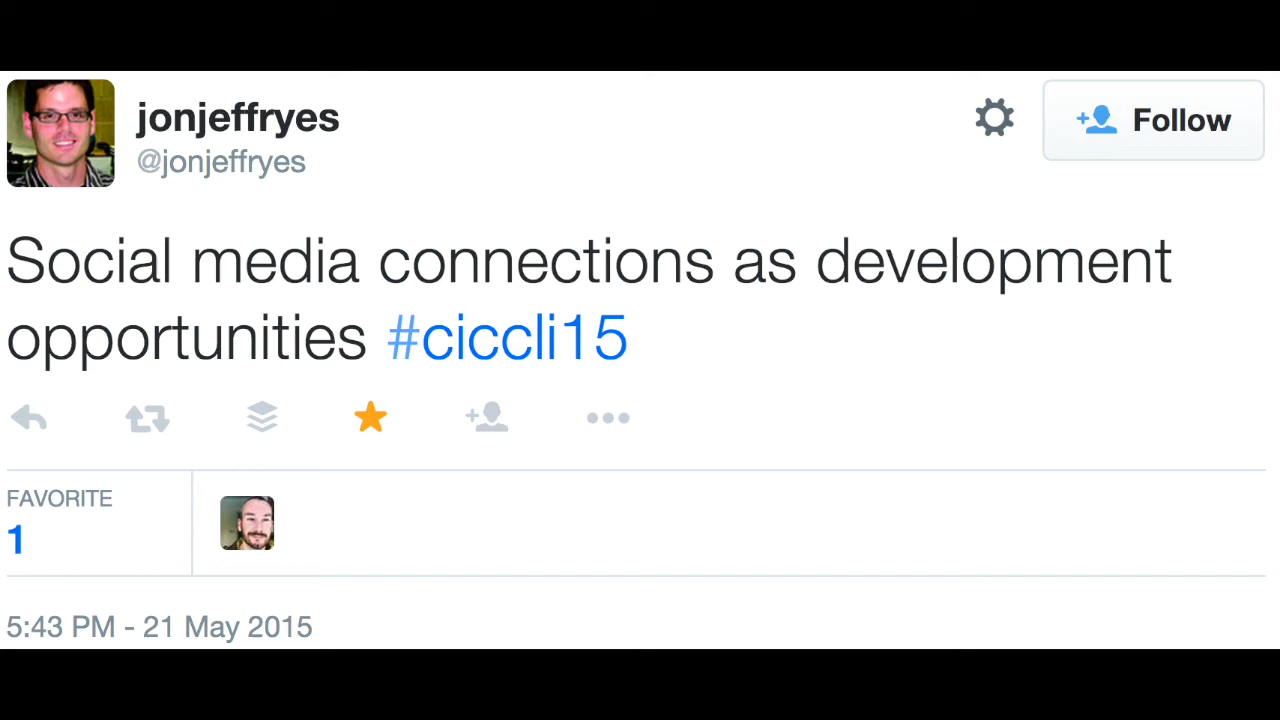 jonjeffryes
@jonjeffryes
Follow
Social media connections as development
opportunities #ciccli15
FAVORITE
1
5:43 PM - 21 May 2015